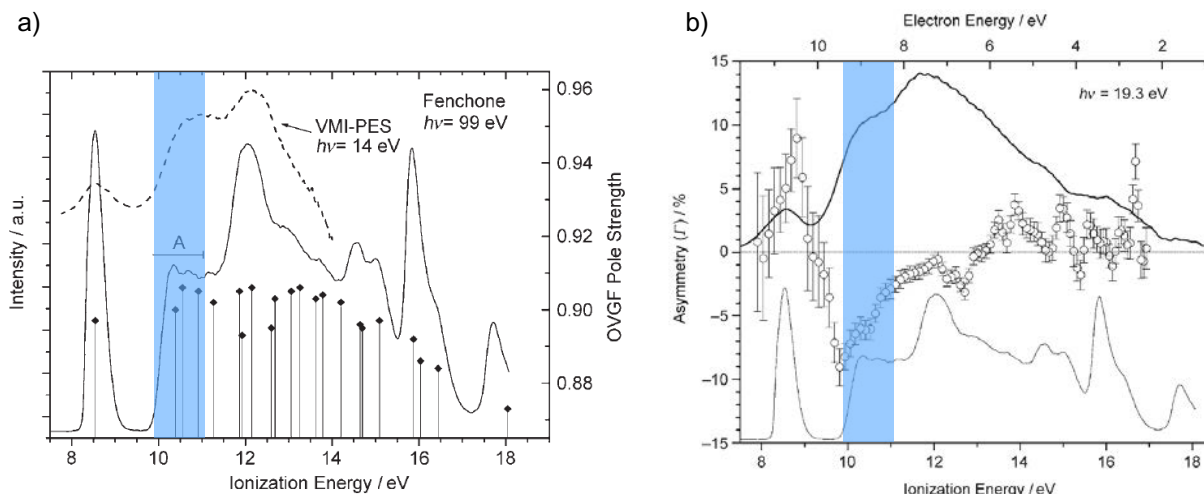 a)
Intensity / a.u.
8
10
12
14
16
18
Ionization Energy / eV
0.96
0.94
0.92
0.90
0.88
OVGF Pole Strength
Fenchone
hν= 99 eV
VMI-PES
hν= 14 eV
A
b)
Electron Energy / eV
10
8
6
4
2
hν = 19.3 eV
Asymmetry (Γ) / %
15
10
5
0
−5
−10
−15
8
10
12
14
16
18
Ionization Energy / eV